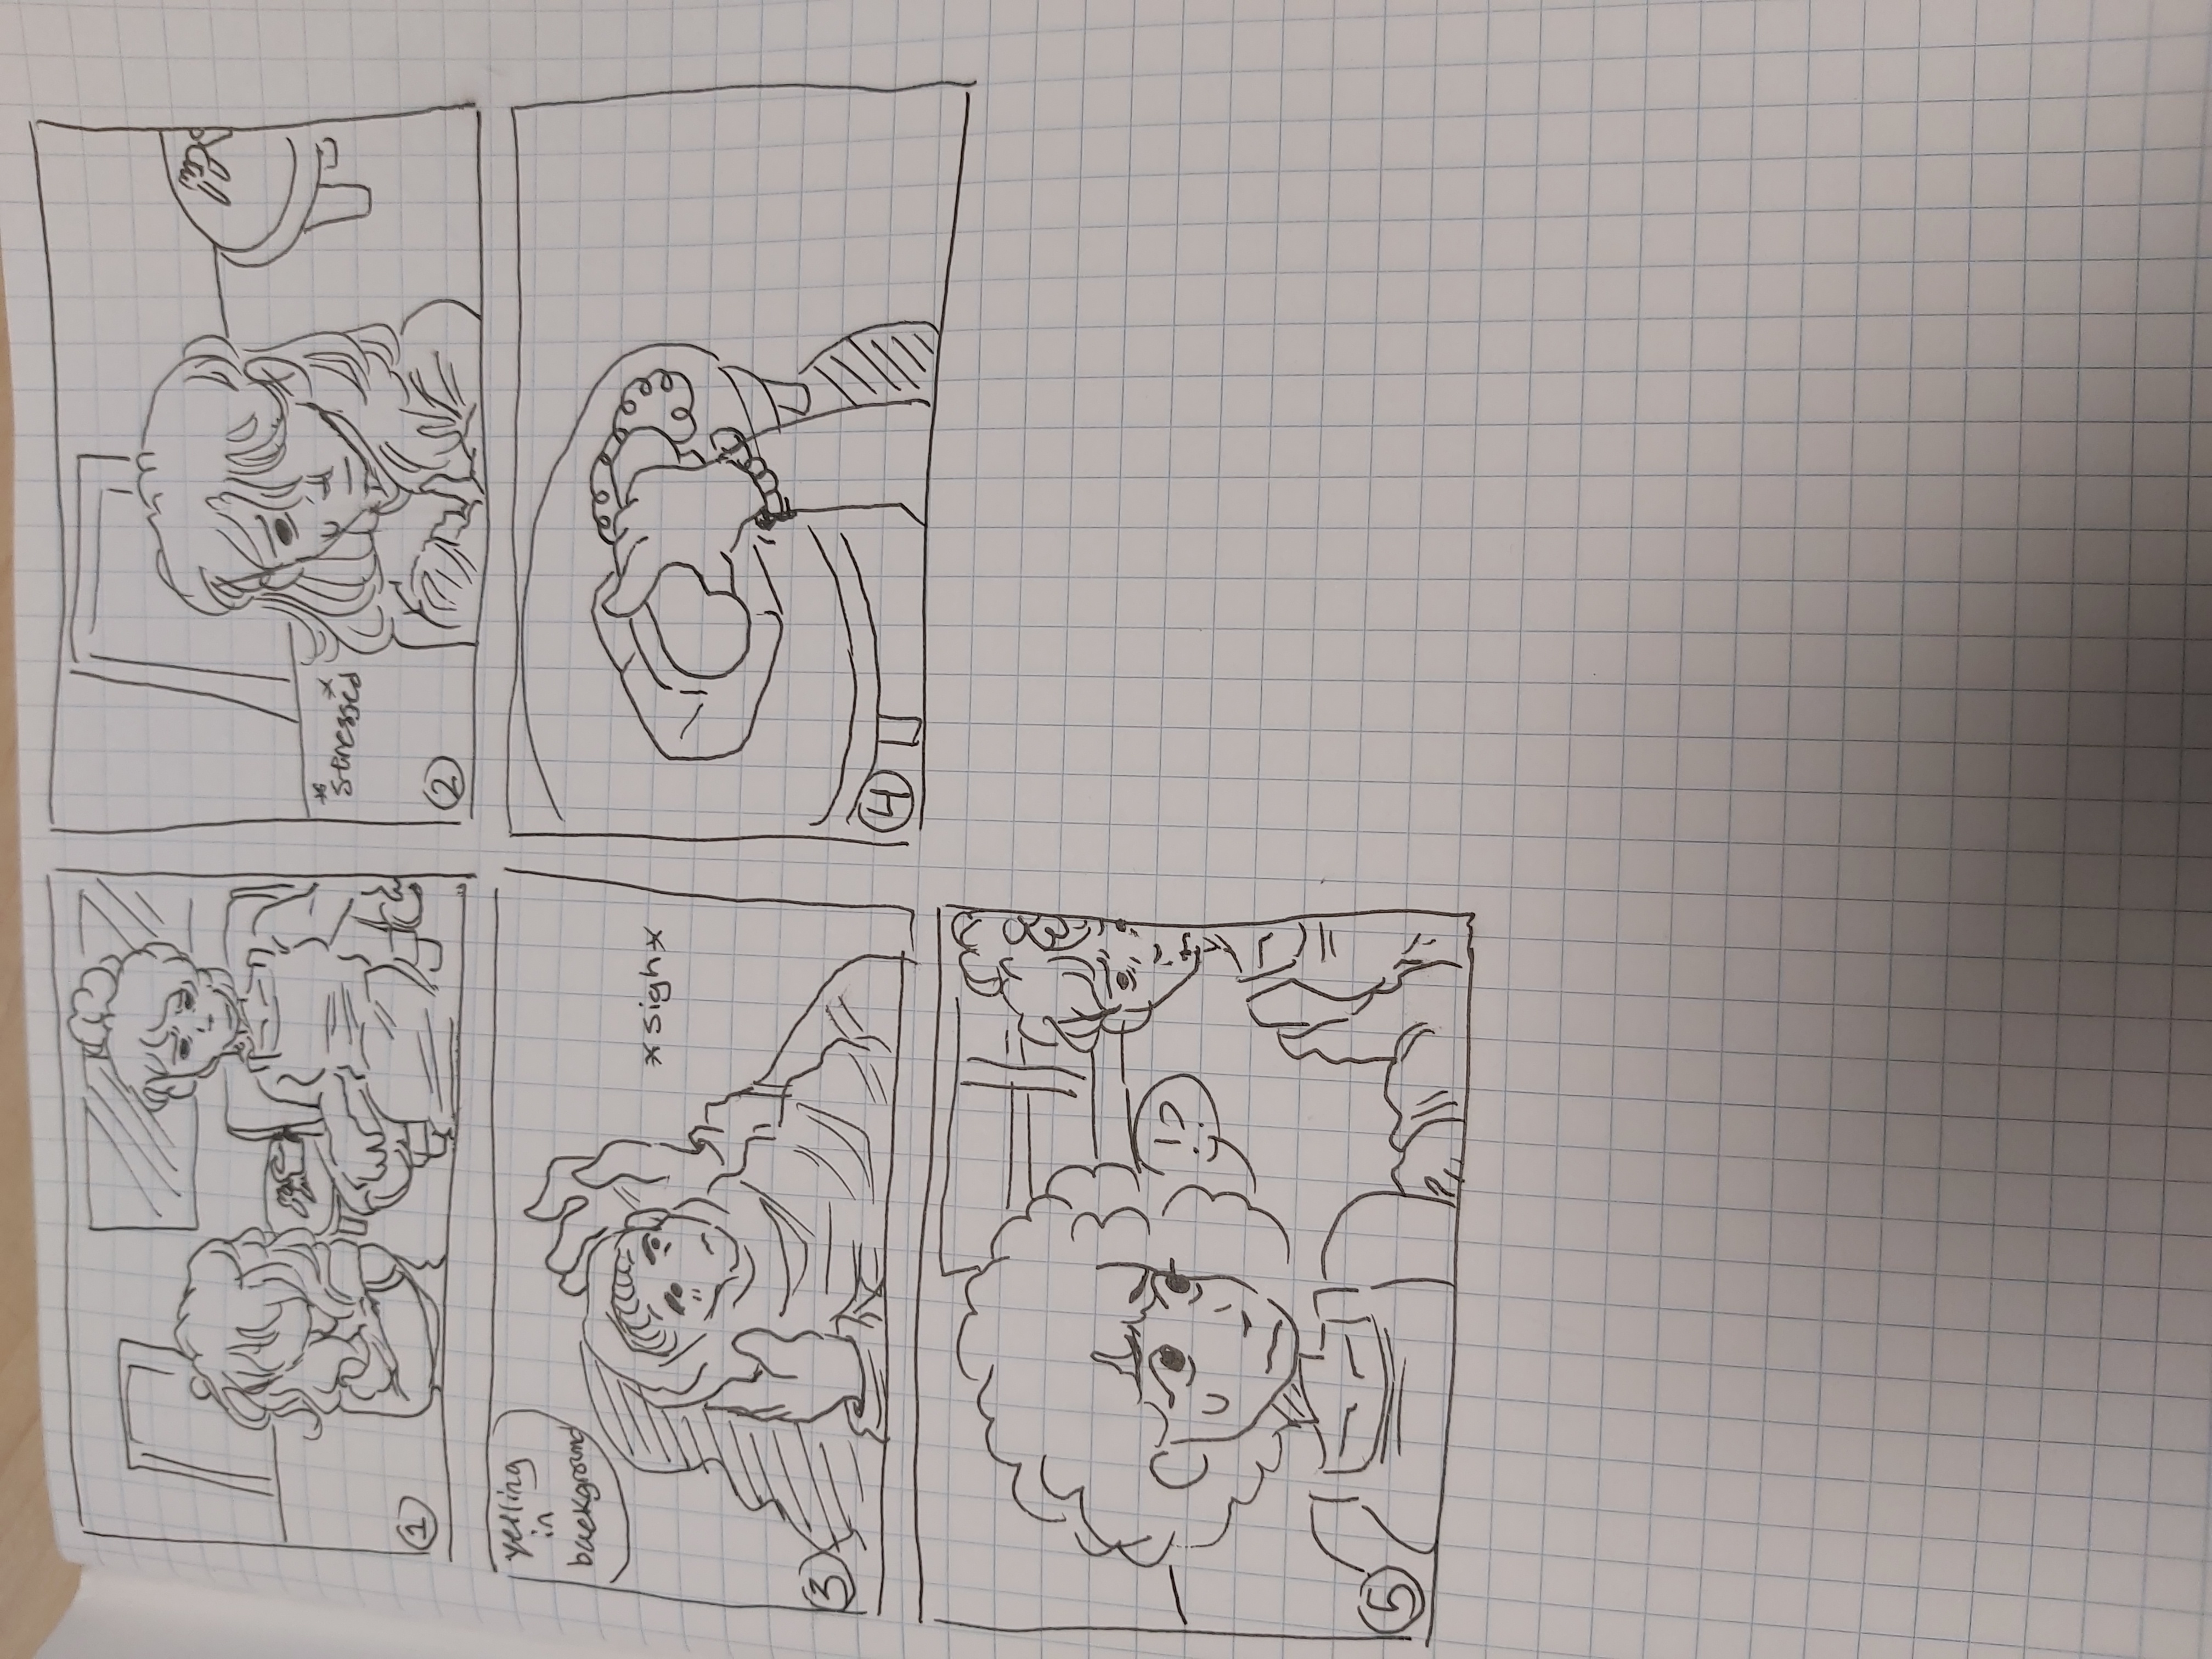 ①
*stressed*
②
yelling
in
background
*sigh*
③
④
!?
⑤